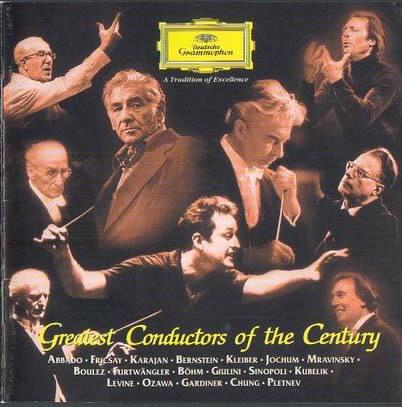 Deutsche
Grammophon
A Tradition of Excellence
Greatest Conductors of the Century
ABBADO • FRICSAY • KARAJAN • BERNSTEIN • KLEIBER • JOCHUM • MRAVINSKY
BOULEZ • FURTWÄNGLER • BÖHM • GIULINI • SINOPOLI • KUBELIK
LEVINE • OZAWA • GARDINER • CHUNG • PLETNEV